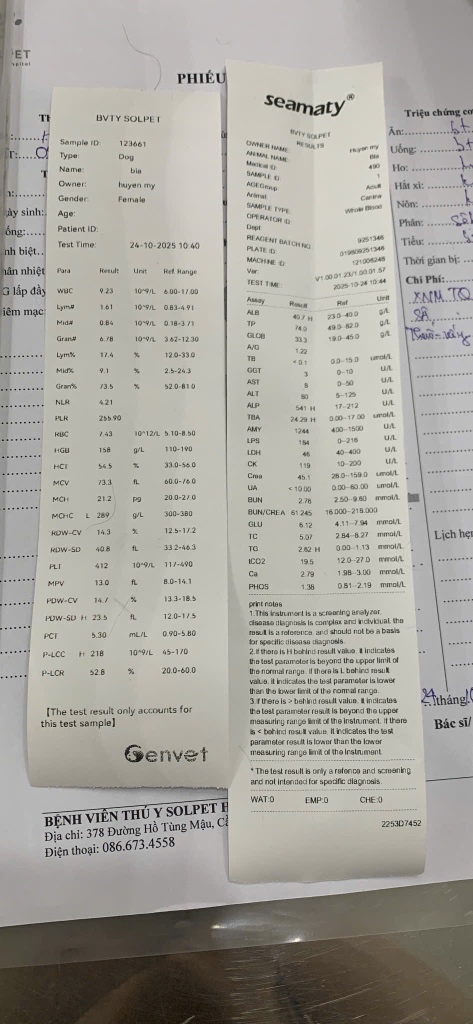 PHIẾU
BVTY SOLPET
Sample ID: 123661
Type: Dog
Name: bia
Owner: huyen my
Gender: Female
Age:
Patient ID:
Test Time: 24-10-2025 10:40
Para Result Unit Ref. Range
WBC 9.23 10^9/L 6.00-17.00
Lym# 1.61 10^9/L 0.83-4.91
Mid# 0.84 10^9/L 0.18-3.71
Gran# 6.78 10^9/L 3.62-12.30
Lym% 17.4 % 12.0-33.0
Mid% 9.1 % 2.5-24.3
Gran% 73.5 % 52.0-81.0
NLR 4.21
PLR 255.90
RBC 7.43 10^12/L 5.10-8.50
HGB 158 g/L 110-190
HCT 54.5 % 33.0-56.0
MCV 73.3 fL 60.0-76.0
MCH 21.2 pg 20.0-27.0
MCHC L 289 g/L 300-380
RDW-CV 14.3 % 12.5-17.2
RDW-SD 40.8 fL 33.2-46.3
PLT 412 10^9/L 117-490
MPV 13.0 fL 8.0-14.1
PDW-CV 14.7 % 13.3-18.5
PDW-SD H 23.5 fL 12.0-17.5
PCT 5.30 mL/L 0.90-5.80
P-LCC H 218 10^9/L 45-170
P-LCR 52.8 % 20.0-60.0
【The test result only accounts for
this test sample】
Genvet
seamaty®
BVTY SOLPET
RESULTS
OWNER NAME: Huyen my
ANIMAL NAME: Bia
Medical ID: 490
SAMPLE ID: 1
AGEGroup: Adult
Animal: Canine
SAMPLE TYPE: Whole Blood
OPERATOR ID:
Dept:
REAGENT BATCH NO: 9251346
PLATE ID: 019809251346
MACHINE ID:
Ver: V1.00.01.23/1.00.01.57
TEST TIME: 2025-10-24 10:44
Assay Result Ref. Unit
ALB 40.7 H 23.0-40.0 g/L
TP 74.0 49.0-82.0 g/L
GLOB 33.3 19.0-45.0 g/L
A/G 1.22
TB <0.1 0.0-15.0 umol/L
GGT 3 0-10 U/L
AST 8 0-50 U/L
ALT 80 5-125 U/L
ALP 541 H 17-212 U/L
TBA 24.29 H 0.00-17.00 umol/L
AMY 1244 400-1500 U/L
LPS 164 0-216 U/L
LDH 46 40-400 U/L
CK 119 10-200 U/L
Crea 45.1 28.0-159.0 umol/L
UA <10.00 0.00-60.00 umol/L
BUN 2.76 2.50-9.60 mmol/L
BUN/CREA 61.245 16.000-218.000
GLU 6.12 4.11-7.94 mmol/L
TC 5.07 2.84-8.27 mmol/L
TG 2.82 H 0.00-1.13 mmol/L
tCO2 19.5 12.0-27.0 mmol/L
Ca 2.79 1.98-3.00 mmol/L
PHOS 1.36 0.81-2.19 mmol/L
print notes
1.This instrument is a screening analyzer.
disease diagnosis is complex and individual, the
result is a reference, and should not be a basis
for specific disease diagnosis.
2.If there is H behind result value, it indicates
the test parameter is beyond the upper limit of
the normal range. If there is L behind result
value, it indicates the test parameter is lower
than the lower limit of the normal range.
3.If there is > behind result value, it indicates
the test parameter result is beyond the upper
measuring range limit of the Instrument. If there
is < behind result value, it indicates the test
parameter result is lower than the lower
measuring range limit of the Instrument.
*The test result is only a refence and screening
and not intended for specific diagnosis.
WAT:0 EMP:0 CHE:0
2253D7452
Triệu chứng cơ
Ăn:
Uống:
Ho:
Hắt xì:
Nôn:
Phân:
Tiểu:
Thời gian bị:
Chi Phí:
XNM.TQ
SÂ,
Lịch hẹn
tháng
Bác sĩ/
BỆNH VIỆN THÚ Y SOLPET
Địa chỉ: 378 Đường Hồ Tùng Mậu,
Điện thoại: 086.673.4558